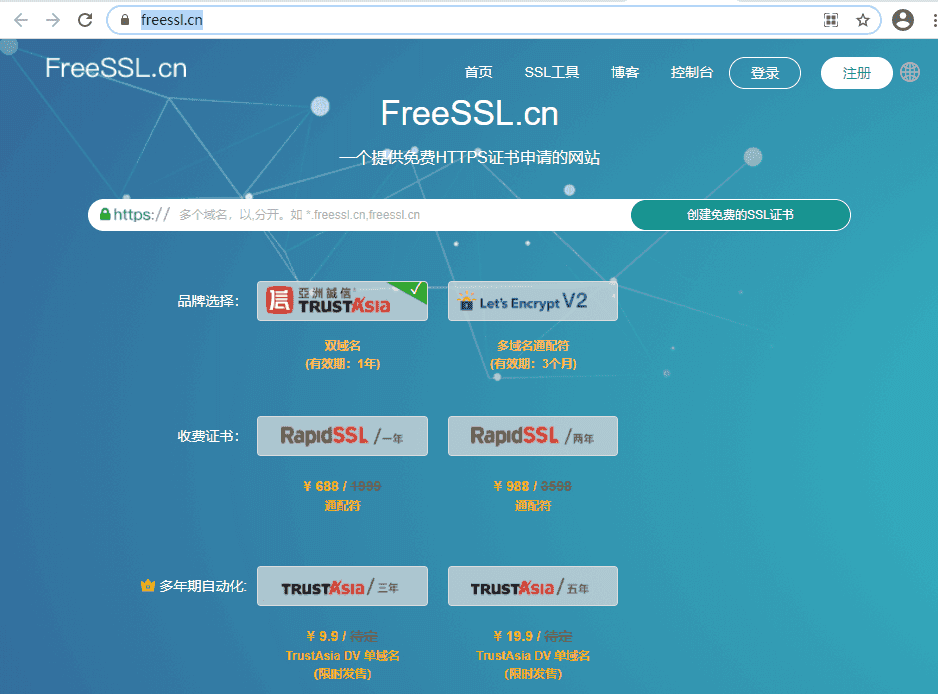 freessl.cn
FreeSSL.cn
首页 SSL工具 博客 控制台 登录 注册
FreeSSL.cn
一个提供免费HTTPS证书申请的网站
https:// 多个域名，以,分开。如 *.freessl.cn,freessl.cn 创建免费的SSL证书
品牌选择： 信 亞洲誠信® TRUSTAsia Let's Encrypt V2
双域名 多域名通配符
(有效期：1年) (有效期：3个月)
收费证书： RapidSSL /一年 RapidSSL /两年
¥ 688 / 1999 ¥ 988 / 3598
通配符 通配符
多年期自动化: TRUSTAsia/三年 TRUSTAsia/五年
¥ 9.9 / 待定 ¥ 19.9 / 待定
TrustAsia DV 单域名 TrustAsia DV 单域名
(限时发售) (限时发售)